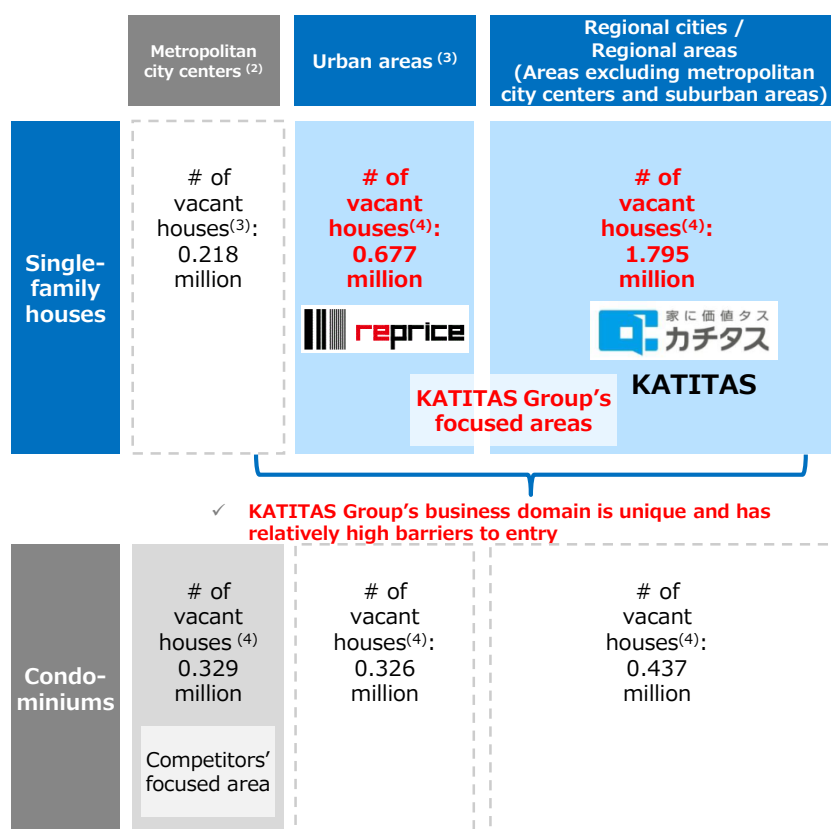 Metropolitan
city centers (2)
Urban areas (3)
Regional cities /
Regional areas
(Areas excluding metropolitan
city centers and suburban areas)
Single-
family
houses
# of
vacant
houses(3):
0.218
million
# of
vacant
houses(4):
0.677
million
reprice
# of
vacant
houses(4):
1.795
million
家に価値タス
カチタス
KATITAS
KATITAS Group's
focused areas
✓ KATITAS Group's business domain is unique and has
relatively high barriers to entry
Condo-
miniums
# of
vacant
houses (4)
0.329
million
Competitors'
focused area
# of
vacant
houses(4):
0.326
million
# of
vacant
houses(4):
0.437
million